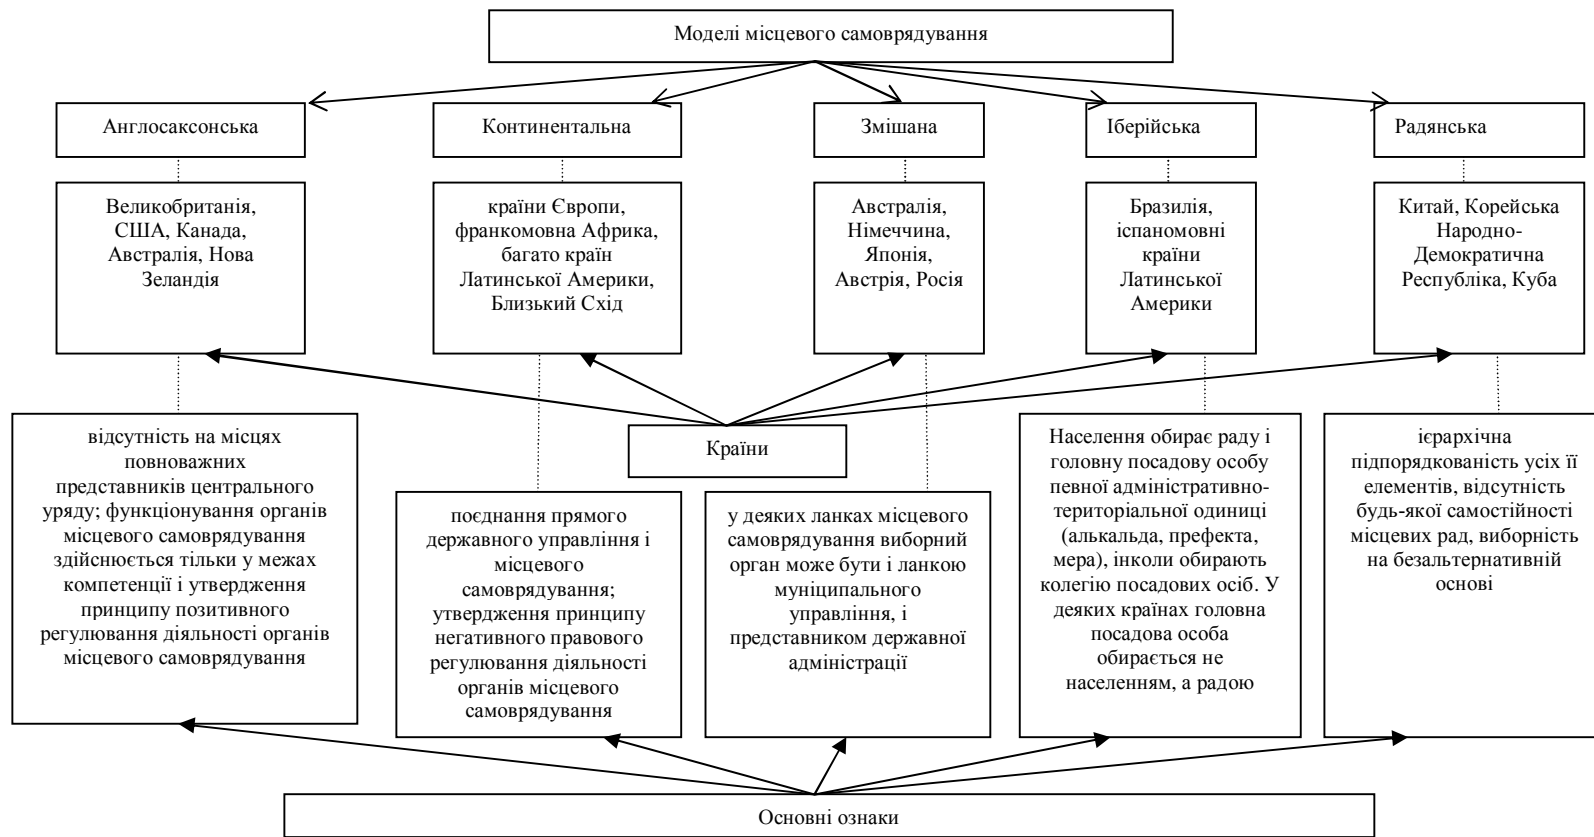 Моделі місцевого самоврядування
Англосаксонська
Континентальна
Змішана
Іберійська
Радянська
Великобританія,
США, Канада,
Австралія, Нова
Зеландія
країни Європи,
франкомовна Африка,
багато країн
Латинської Америки,
Близький Схід
Австралія,
Німеччина,
Японія,
Австрія, Росія
Бразилія,
іспаномовні
країни
Латинської
Америки
Китай, Корейська
Народно-
Демократична
Республіка, Куба
Країни
відсутність на місцях
повноважних
представників центрального
уряду; функціонування органів
місцевого самоврядування
здійснюється тільки у межах
компетенції і утвердження
принципу позитивного
регулювання діяльності органів
місцевого самоврядування
поєднання прямого
державного управління і
місцевого
самоврядування;
утвердження принципу
негативного правового
регулювання діяльності
органів місцевого
самоврядування
у деяких ланках місцевого
самоврядування виборний
орган може бути і ланкою
муніципального
управління, і
представником державної
адміністрації
Населення обирає раду і
головну посадову особу
певної адміністративно-
територіальної одиниці
(алькальда, префекта,
мера), інколи обирають
колегію посадових осіб. У
деяких країнах головна
посадова особа
обирається не
населенням, а радою
ієрархічна
підпорядкованість усіх її
елементів, відсутність
будь-якої самостійності
місцевих рад, виборність
на безальтернативній
основі
Основні ознаки